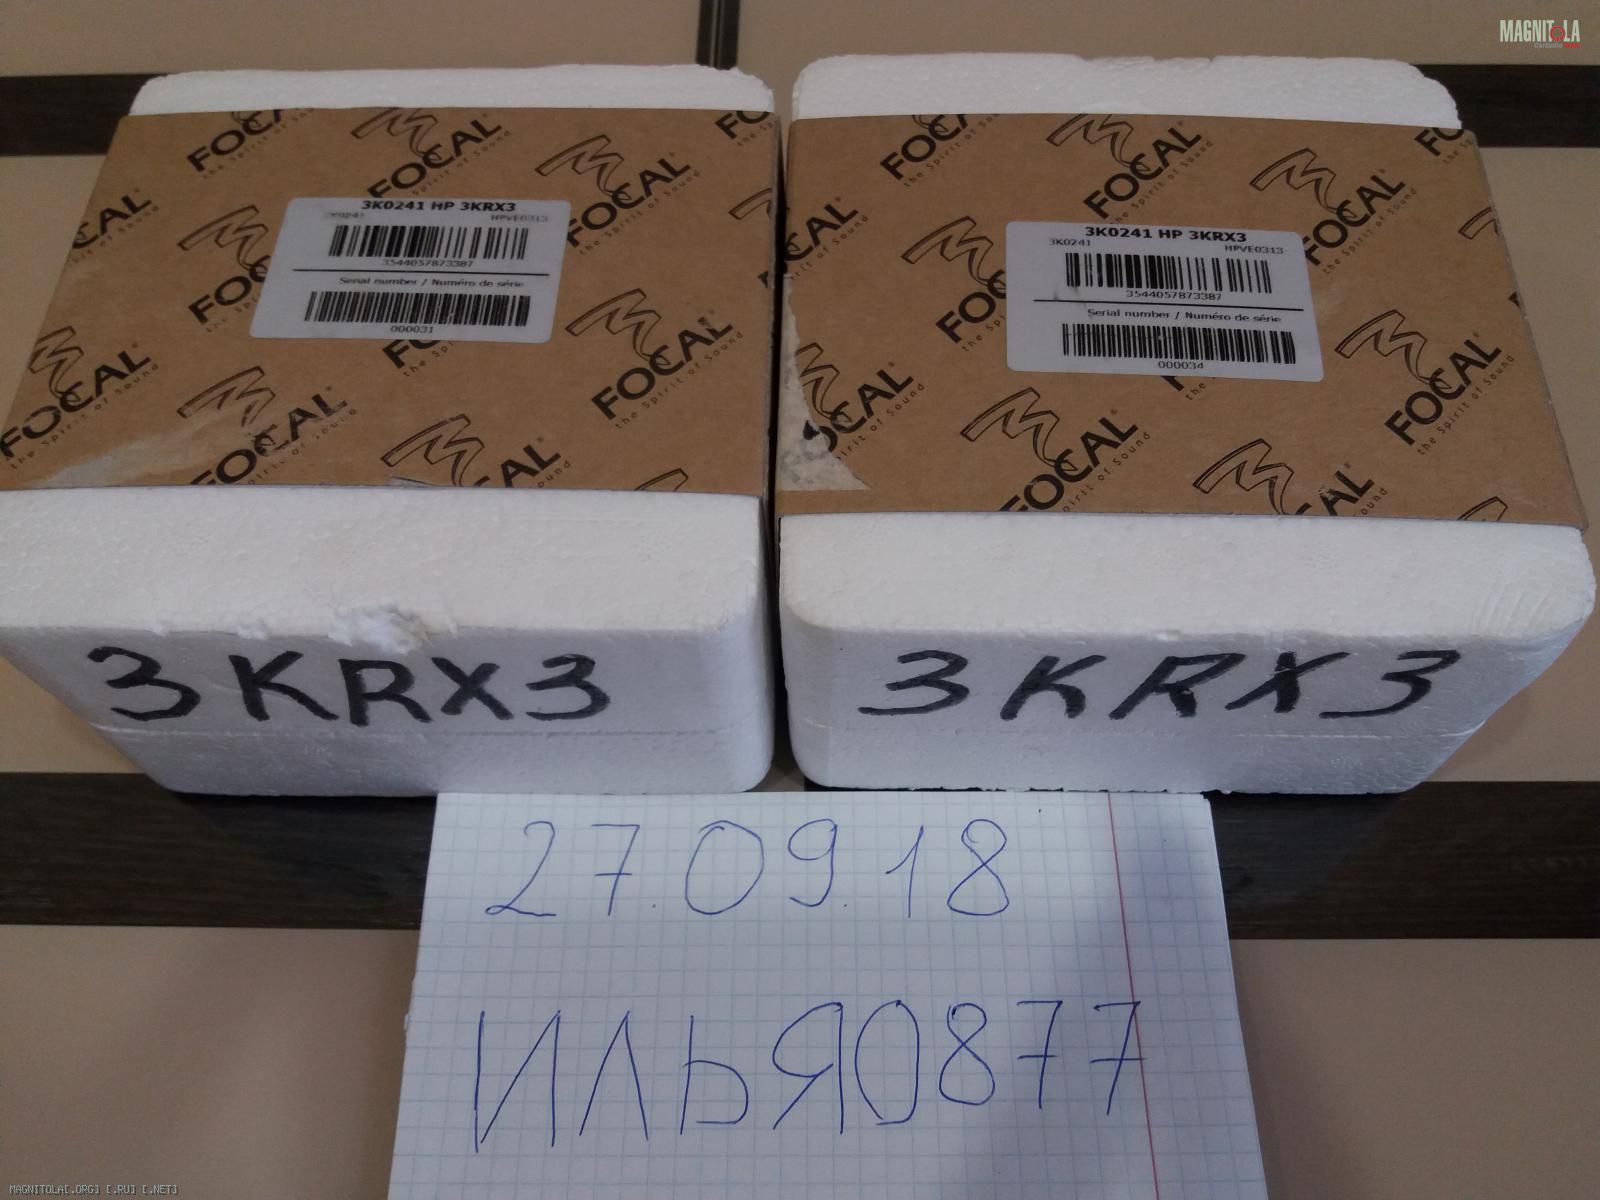 MAGNITOLA
FOCAL
the Spirit of Sound
3K0241 HP 3KRX3
3K0241 HPVE0313
3544057873387
Serial number / Numéro de série
000031
3K0241 HP 3KRX3
3K0241 HPVE0313
3544057873387
Serial number / Numéro de série
000034
3KRX3
3KRX3
27.09.18
ИЛЬЯ0877
MAGNITOLA[.ORG] [.RU] [.NET]